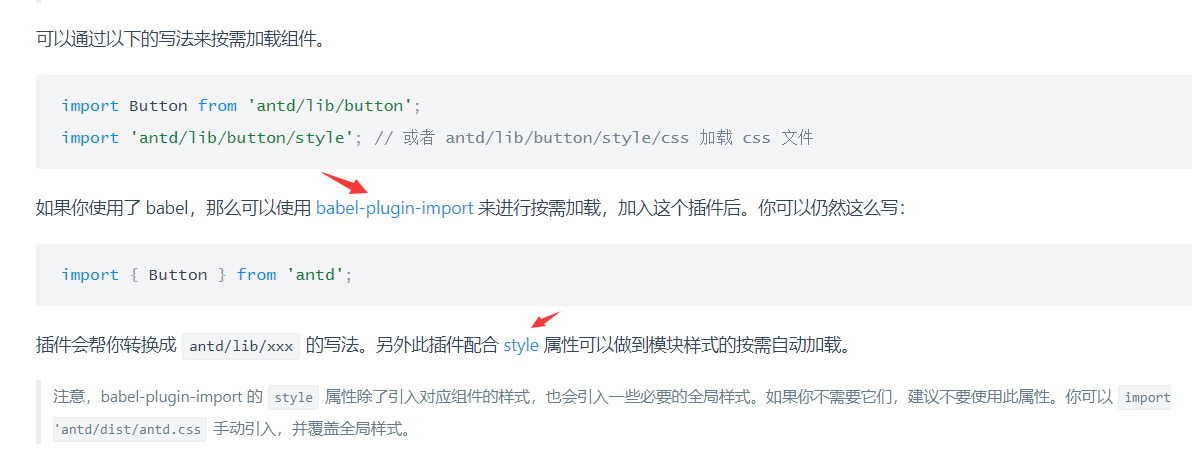 可以通过以下的写法来按需加载组件。
import Button from 'antd/lib/button';
import 'antd/lib/button/style'; // 或者 antd/lib/button/style/css 加载 css 文件
如果你使用了 babel，那么可以使用 babel-plugin-import 来进行按需加载，加入这个插件后。你可以仍然这么写：
import { Button } from 'antd';
插件会帮你转换成 antd/lib/xxx 的写法。另外此插件配合 style 属性可以做到模块样式的按需自动加载。
注意，babel-plugin-import 的 style 属性除了引入对应组件的样式，也会引入一些必要的全局样式。如果你不需要它们，建议不要使用此属性。你可以 import
'antd/dist/antd.css 手动引入，并覆盖全局样式。